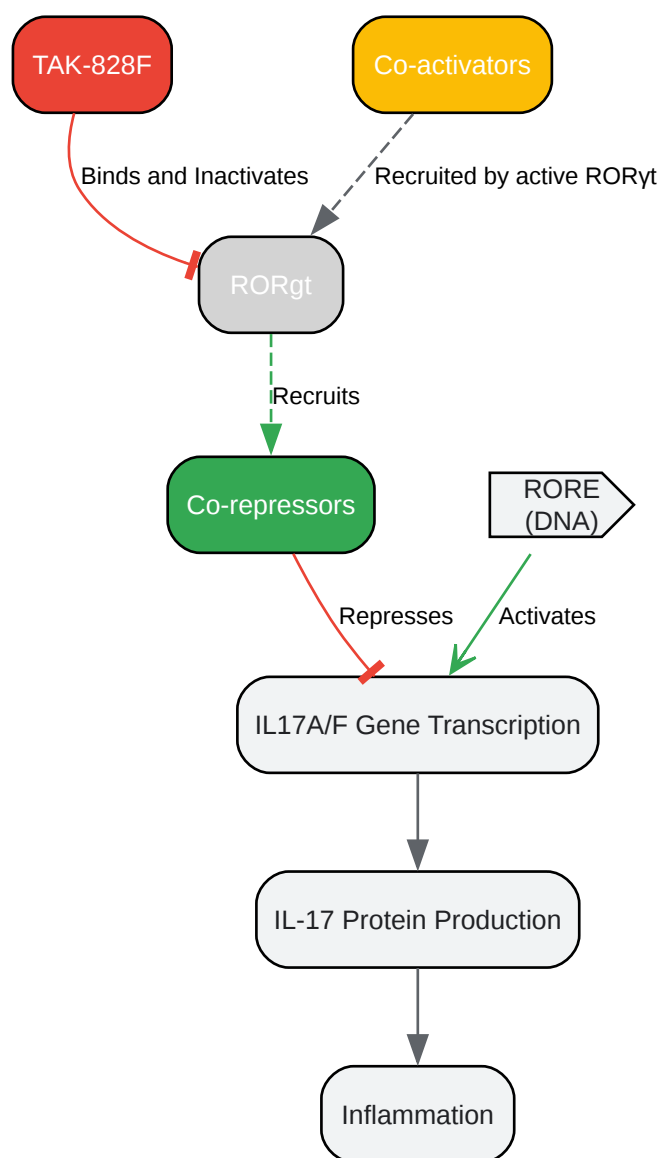 TAK-828F
Co-activators
Binds and Inactivates
Recruited by active RORγt
RORgt
Recruits
Co-repressors
RORE
(DNA)
Represses
Activates
IL17A/F Gene Transcription
IL-17 Protein Production
Inflammation